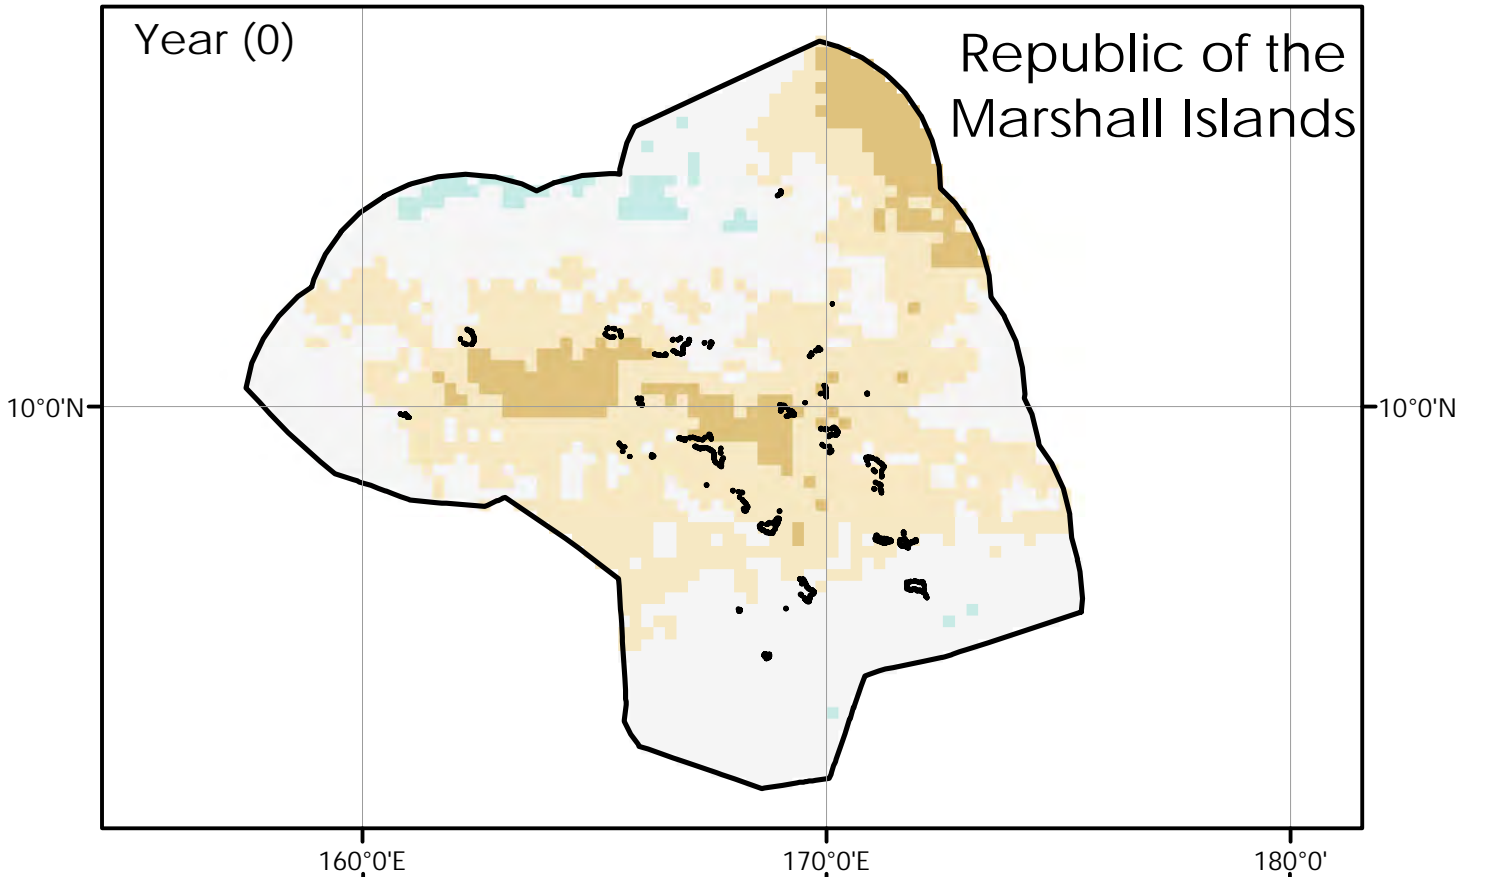 Year (0)
Republic of the
Marshall Islands
10°0'N
10°0'N
160°0'E
170°0'E
180°0'